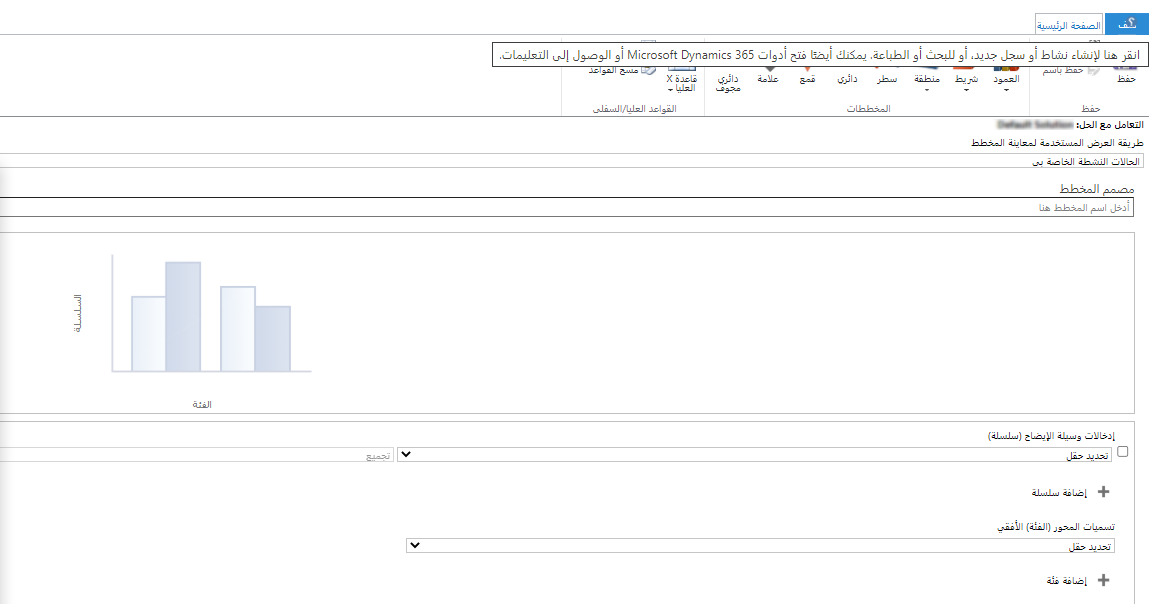 ملف
الصفحة الرئيسية
انقر هنا لإنشاء نشاط أو سجل جديد، أو للبحث أو الطباعة. يمكنك أيضًا فتح أدوات Microsoft Dynamics 365 أو الوصول إلى التعليمات.
حفظ
حفظ باسم
حفظ
العمود
شريط
منطقة
سطر
دائري
قمع
علامة
دائري مجوف
المخططات
قاعدة X العليا
مسح القواعد
القواعد العليا/السفلى
التعامل مع الحل:
طريقة العرض المستخدمة لمعاينة المخطط
الحالات النشطة الخاصة بي
مصمم المخطط
أدخل اسم المخطط هنا
السلسلة
الفئة
إدخالات وسيلة الإيضاح (سلسلة)
تحديد حقل
تجميع
إضافة سلسلة
تسميات المحور (الفئة) الأفقي
تحديد حقل
إضافة فئة